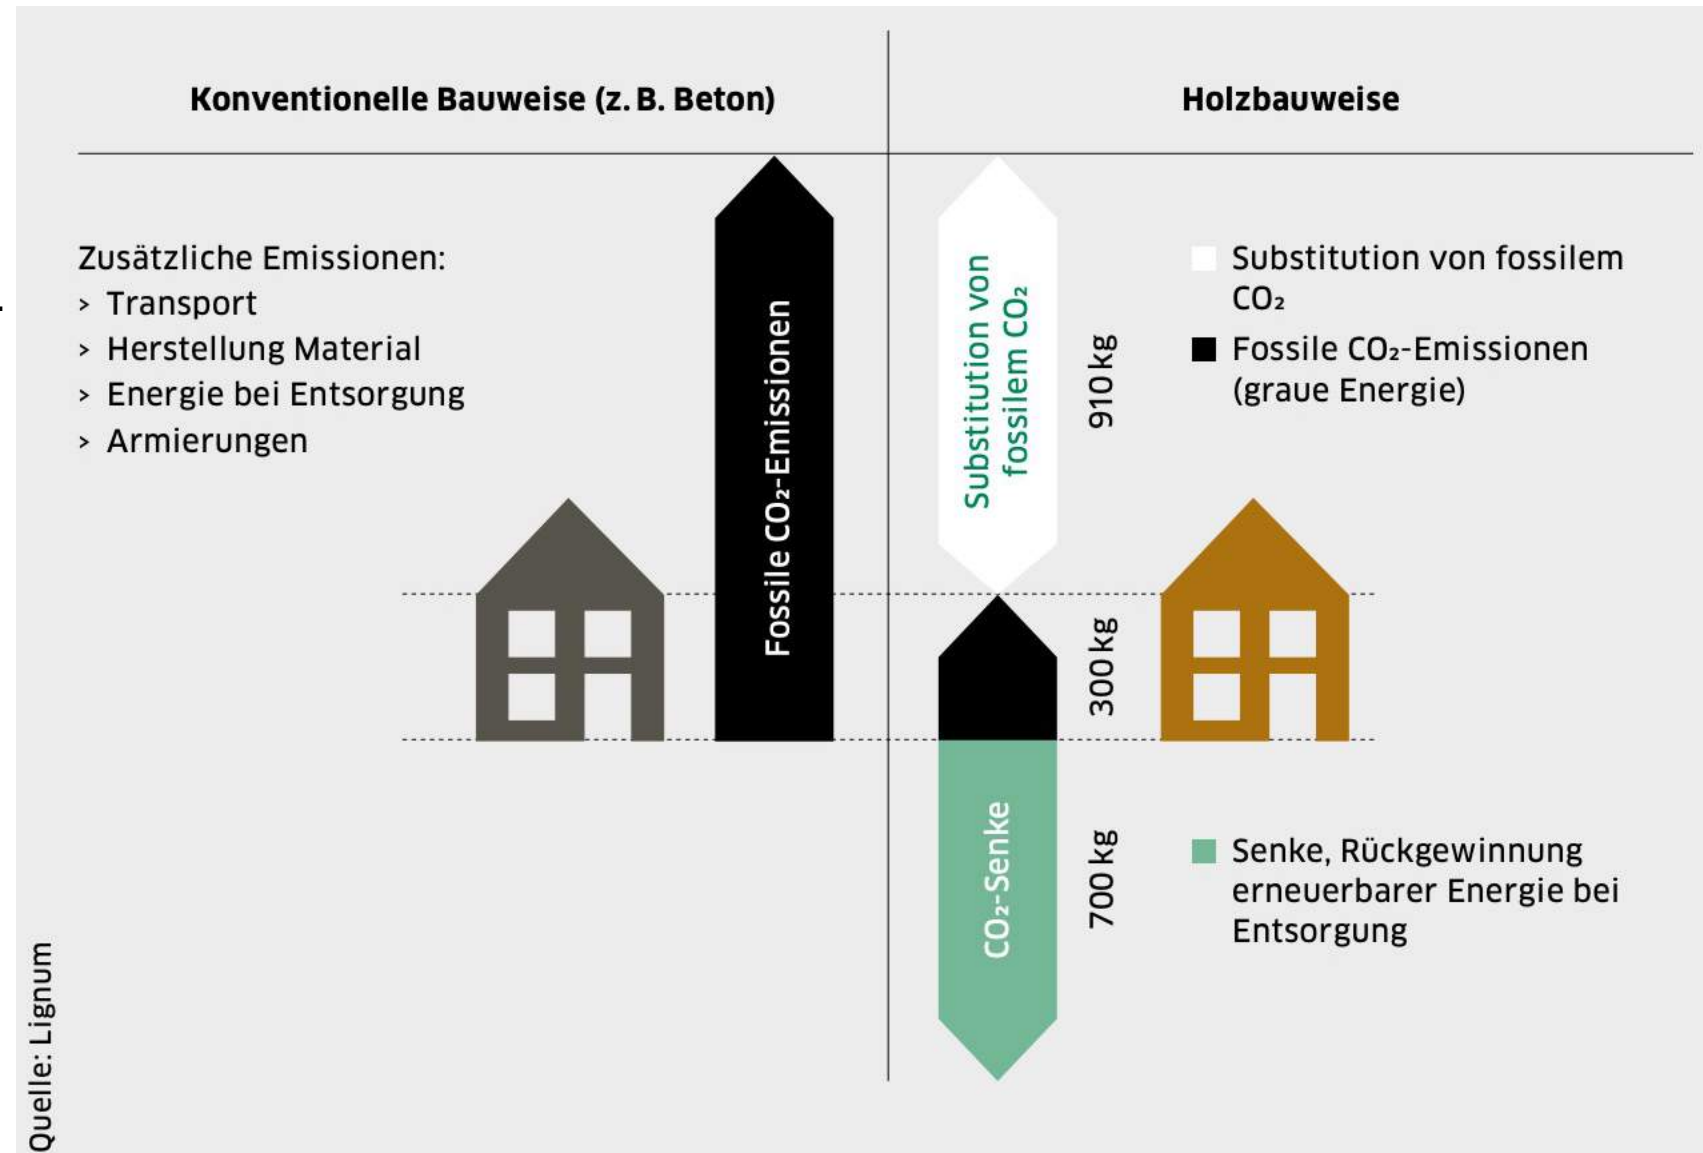 Konventionelle Bauweise (z. B. Beton)
Holzbauweise
Zusätzliche Emissionen:
> Transport
> Herstellung Material
> Energie bei Entsorgung
> Armierungen
Fossile CO₂-Emissionen
Substitution von
fossilem CO₂
910 kg
300 kg
CO₂-Senke
700 kg
Substitution von fossilem
CO₂
Fossile CO₂-Emissionen
(graue Energie)
Senke, Rückgewinnung
erneuerbarer Energie bei
Entsorgung
Quelle: Lignum